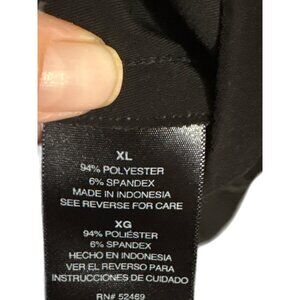 XL
94% POLYESTER
6% SPANDEX
MADE IN INDONESIA
SEE REVERSE FOR CARE
XG
94% POLIÉSTER
6% SPANDEX
HECHO EN INDONESIA
VER EL REVERSO PARA
INSTRUCCIONES DE CUIDADO
RN# 52469